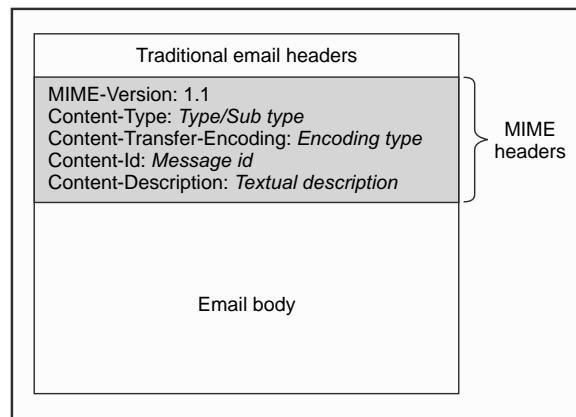 Traditional email headers
MIME-Version: 1.1
Content-Type: Type/Sub type
Content-Transfer-Encoding: Encoding type
Content-Id: Message id
Content-Description: Textual description
MIME
headers
Email body